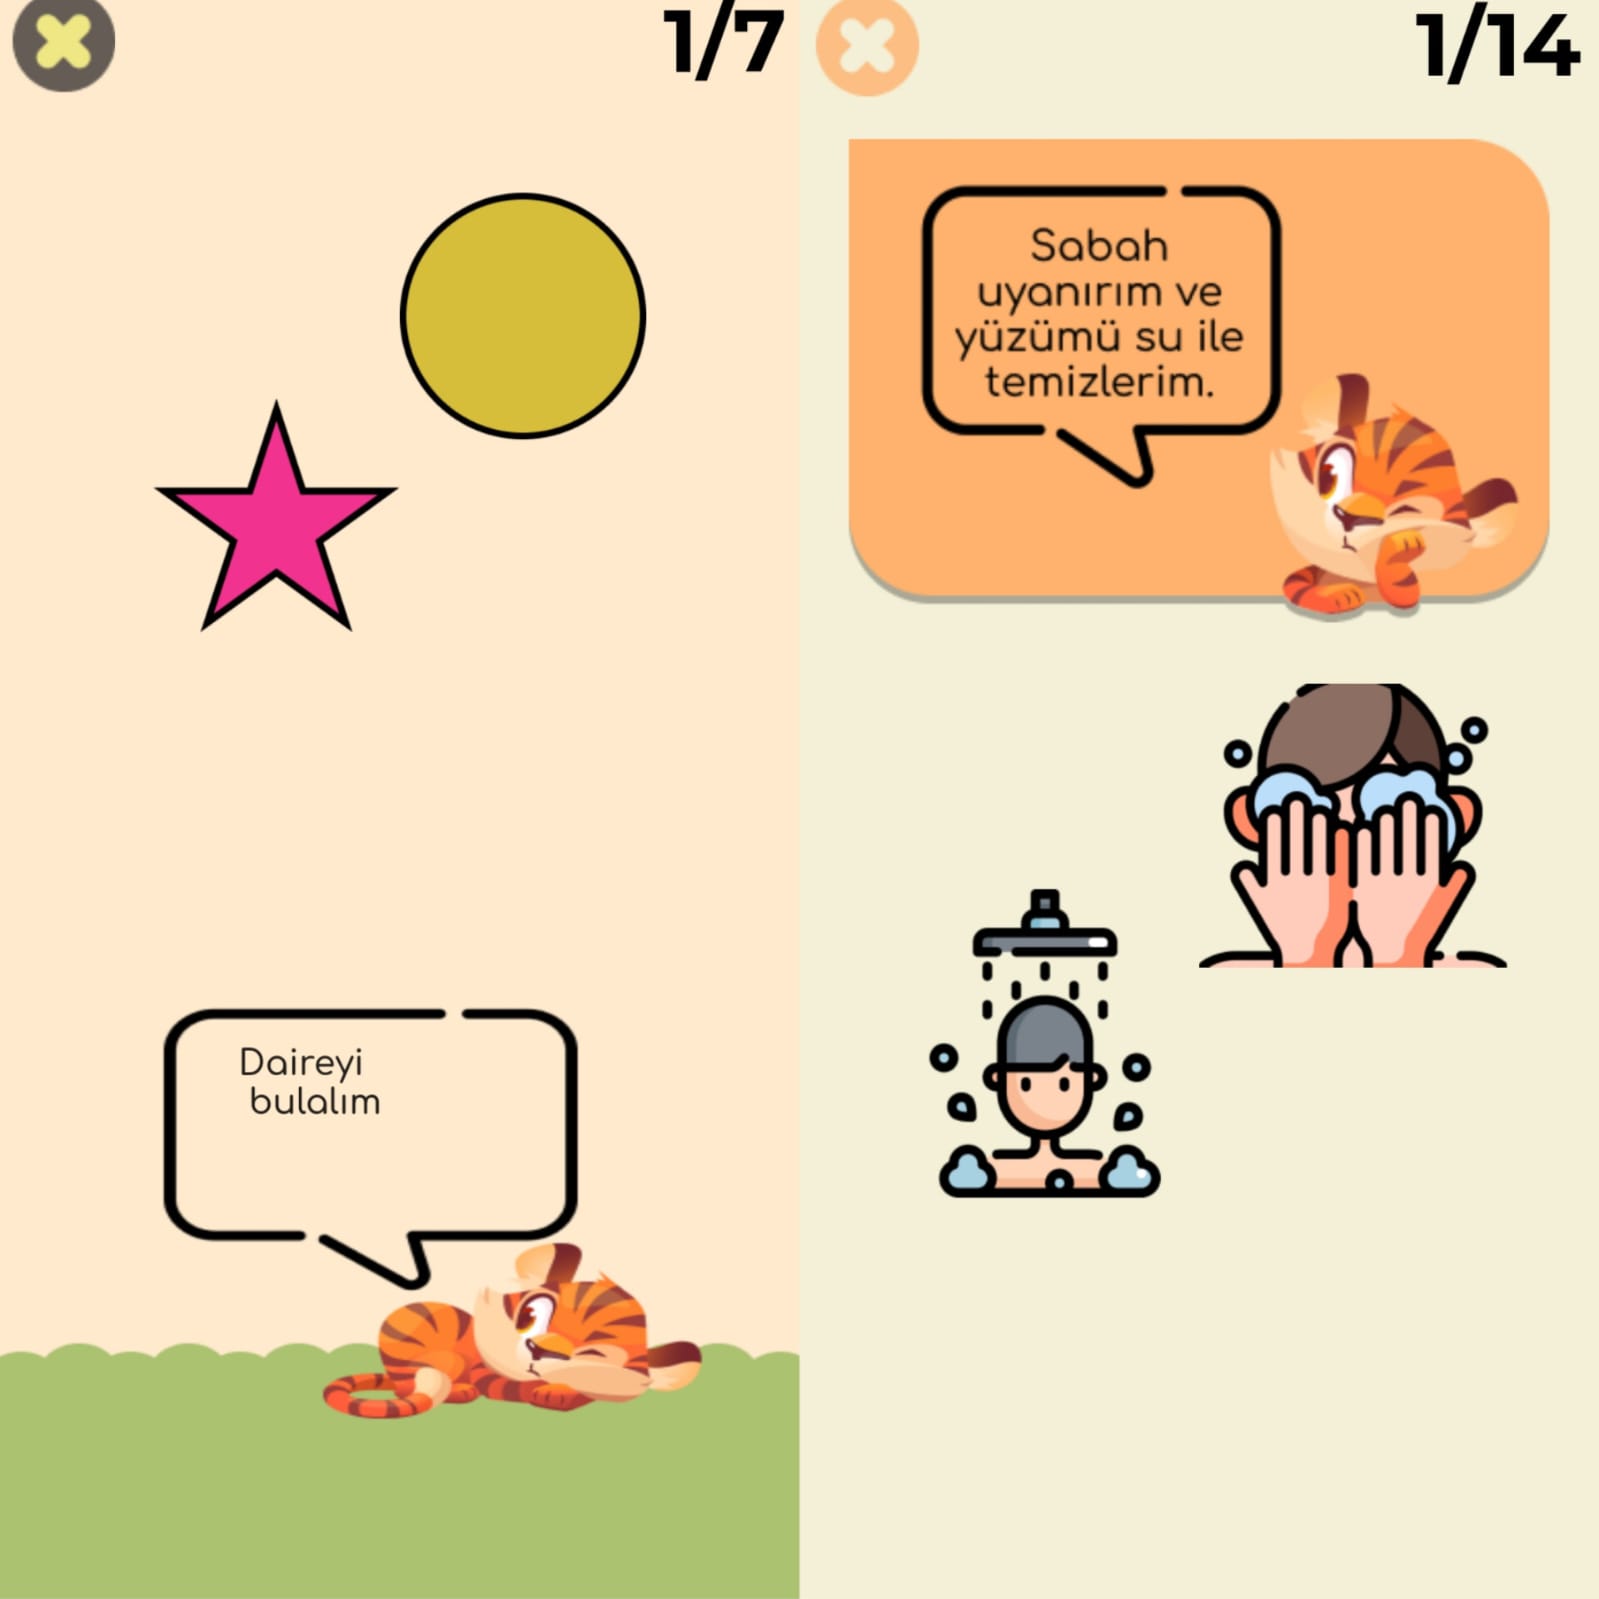 1/7
Daireyi
bulalım
1/14
Sabah
uyanırım ve
yüzümü su ile
temizlerim.